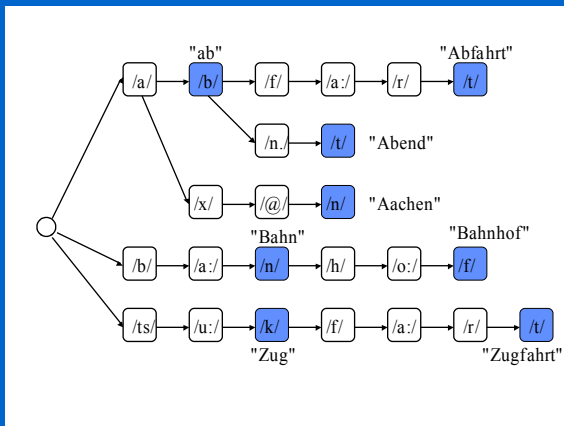 "ab" "Abfahrt"
/a/ /b/ /f/ /a:/ /r/ /t/
/n./ /t/ "Abend"
/x/ /@/ /n/ "Aachen"
"Bahn" "Bahnhof"
/b/ /a:/ /n/ /h/ /o:/ /f/
/ts/ /u:/ /k/ /f/ /a:/ /r/ /t/
"Zug" "Zugfahrt"